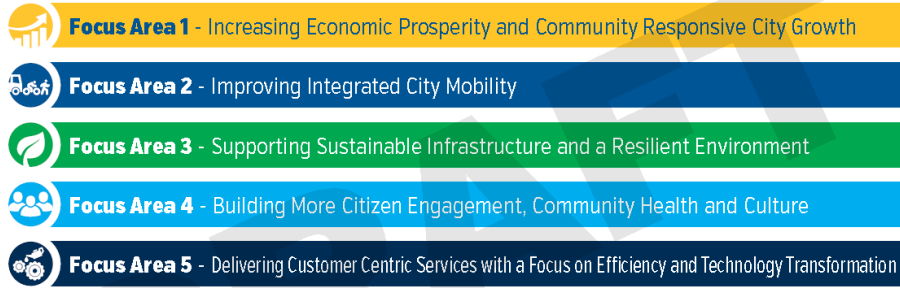 Focus Area 1 - Increasing Economic Prosperity and Community Responsive City Growth
Focus Area 2 - Improving Integrated City Mobility
Focus Area 3 - Supporting Sustainable Infrastructure and a Resilient Environment
Focus Area 4 - Building More Citizen Engagement, Community Health and Culture
Focus Area 5 - Delivering Customer Centric Services with a Focus on Efficiency and Technology Transformation
DRAFT